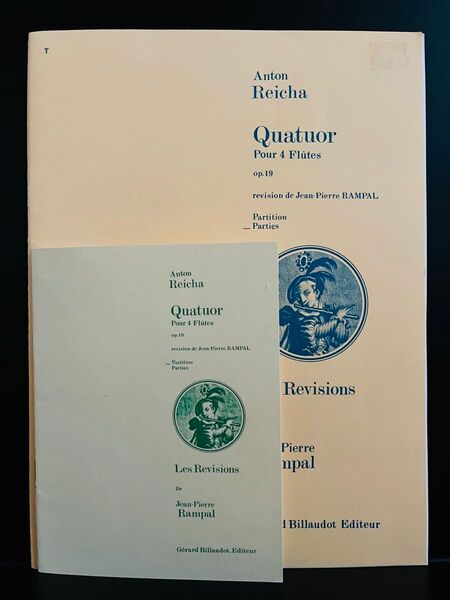 T
Anton
Reicha
Quatuor
Pour 4 Flûtes
op.19
revision de Jean-Pierre RAMPAL
Partition
_ Parties
Revisions
Pierre
mpal
rard Billaudot Editeur
Anton
Reicha
Quatuor
Pour 4 Flûtes
op.19
revision de Jean-Pierre RAMPAL
_ Partition
Parties
Les Revisions
De
Jean-Pierre
Rampal
Gérard Billaudot, Editeur